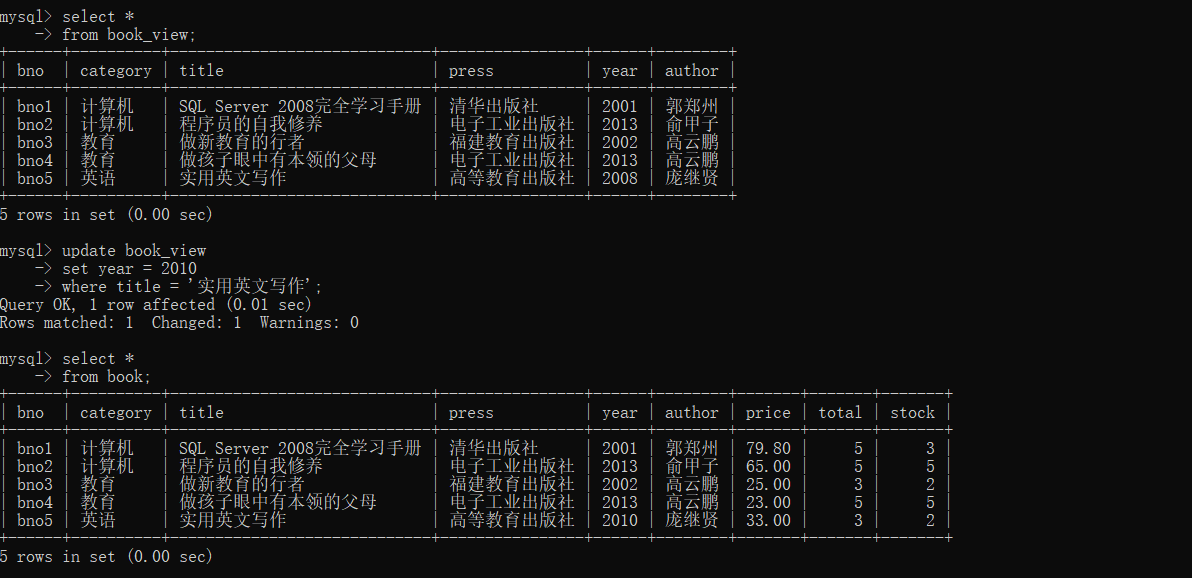 mysql> select *
    -> from book_view;
+------+----------+-----------------------------+----------------+------+--------+
| bno  | category | title                       | press          | year | author |
+------+----------+-----------------------------+----------------+------+--------+
| bno1 | 计算机   | SQL Server 2008完全学习手册 | 清华出版社     | 2001 | 郭郑州 |
| bno2 | 计算机   | 程序员的自我修养            | 电子工业出版社 | 2013 | 俞甲子 |
| bno3 | 教育     | 做新教育的行者              | 福建教育出版社 | 2002 | 高云鹏 |
| bno4 | 教育     | 做孩子眼中有本领的父母      | 电子工业出版社 | 2013 | 高云鹏 |
| bno5 | 英语     | 实用英文写作                | 高等教育出版社 | 2008 | 庞继贤 |
+------+----------+-----------------------------+----------------+------+--------+
5 rows in set (0.00 sec)
mysql> update book_view
    -> set year = 2010
    -> where title = '实用英文写作';
Query OK, 1 row affected (0.01 sec)
Rows matched: 1  Changed: 1  Warnings: 0
mysql> select *
    -> from book;
+------+----------+-----------------------------+----------------+------+--------+-------+-------+-------+
| bno  | category | title                       | press          | year | author | price | total | stock |
+------+----------+-----------------------------+----------------+------+--------+-------+-------+-------+
| bno1 | 计算机   | SQL Server 2008完全学习手册 | 清华出版社     | 2001 | 郭郑州 | 79.80 |     5 |     3 |
| bno2 | 计算机   | 程序员的自我修养            | 电子工业出版社 | 2013 | 俞甲子 | 65.00 |     5 |     5 |
| bno3 | 教育     | 做新教育的行者              | 福建教育出版社 | 2002 | 高云鹏 | 25.00 |     3 |     2 |
| bno4 | 教育     | 做孩子眼中有本领的父母      | 电子工业出版社 | 2013 | 高云鹏 | 23.00 |     5 |     5 |
| bno5 | 英语     | 实用英文写作                | 高等教育出版社 | 2010 | 庞继贤 | 33.00 |     3 |     2 |
+------+----------+-----------------------------+----------------+------+--------+-------+-------+-------+
5 rows in set (0.00 sec)